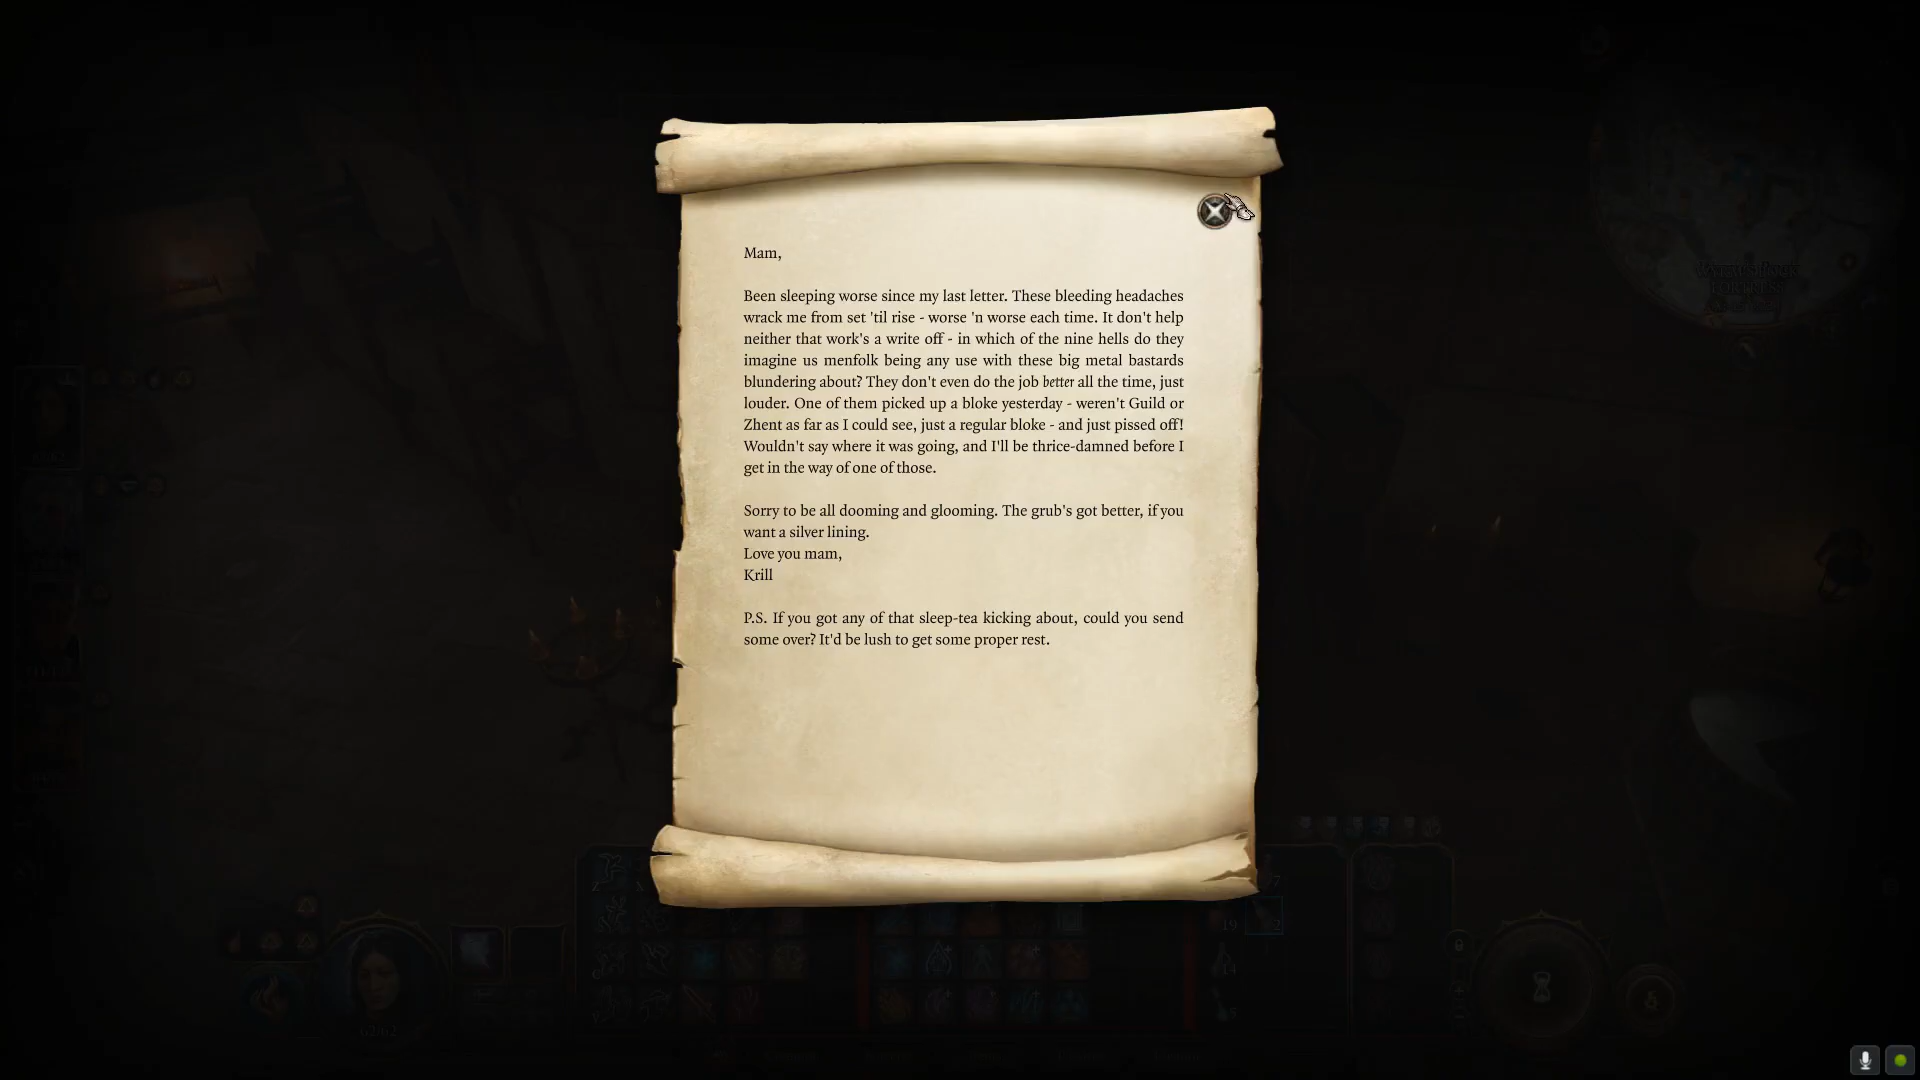 Mam,
Been sleeping worse since my last letter. These bleeding headaches
wrack me from set 'til rise - worse 'n worse each time. It don't help
neither that work's a write off - in which of the nine hells do they
imagine us menfolk being any use with these big metal bastards
blundering about? They don't even do the job better all the time, just
louder. One of them picked up a bloke yesterday - weren't Guild or
Zhent as far as I could see, just a regular bloke - and just pissed off!
Wouldn't say where it was going, and I'll be thrice-damned before I
get in the way of one of those.
Sorry to be all dooming and glooming. The grub's got better, if you
want a silver lining.
Love you mam,
Krill
P.S. If you got any of that sleep-tea kicking about, could you send
some over? It'd be lush to get some proper rest.
62/62
19
2
14
5